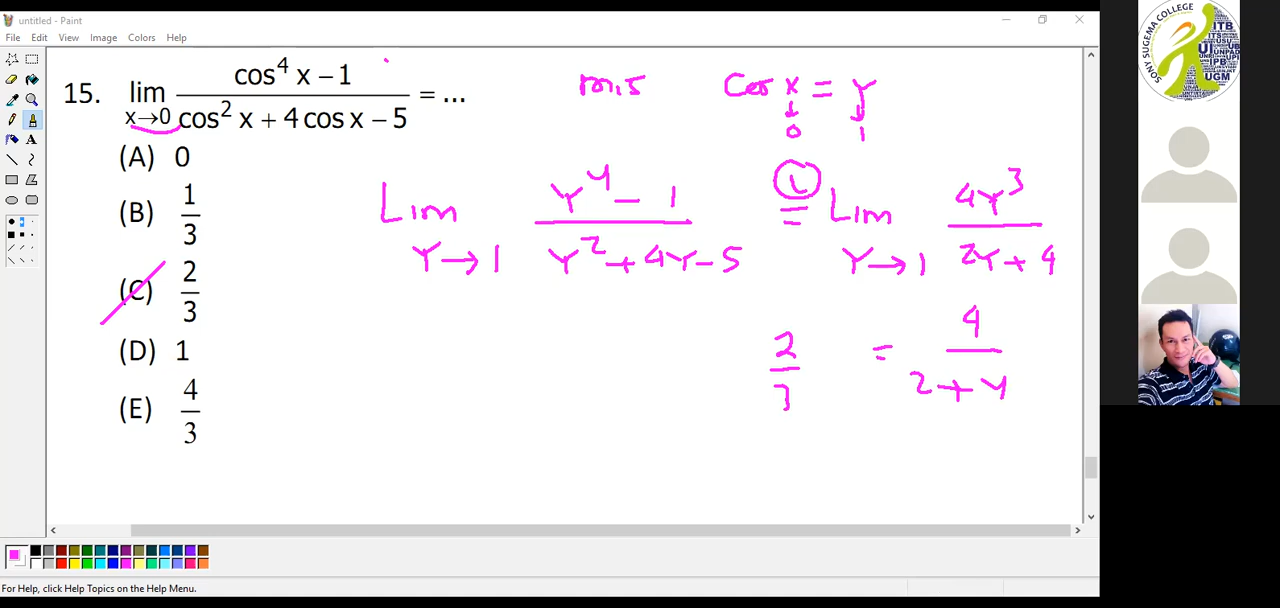 untitled - Paint
File Edit View Image Colors Help
15. lim x→0 (cos⁴ x − 1) / (cos² x + 4 cos x − 5) = ...
(A) 0
(B) 1/3
(C) 2/3
(D) 1
(E) 4/3
Cos x = Y
↓ ↓
0 1
Lim Y→1 (Y⁴ − 1) / (Y² + 4Y − 5) = L Lim Y→1 4Y³ / (2Y + 4)
2/3 = 4 / (2 + 4)
For Help, click Help Topics on the Help Menu.
SONY SUGEMA COLLEGE
ITB
ITS
USU
UI
UB
UNPAD
IPB
UPI
UGM